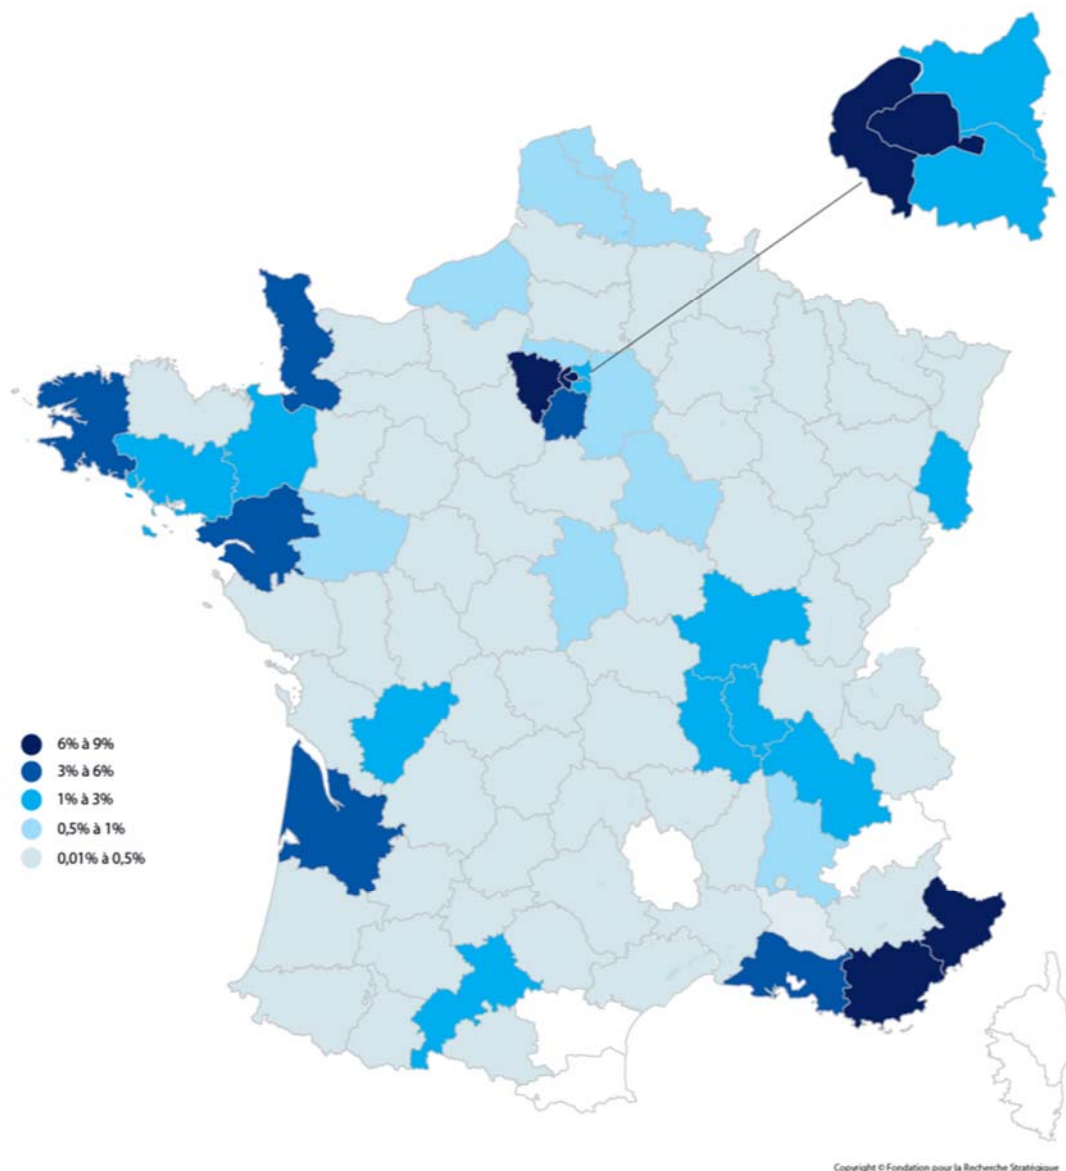 6% à 9%
3% à 6%
1% à 3%
0,5% à 1%
0,01% à 0,5%
Copyright © Fondation pour la Recherche Stratégique